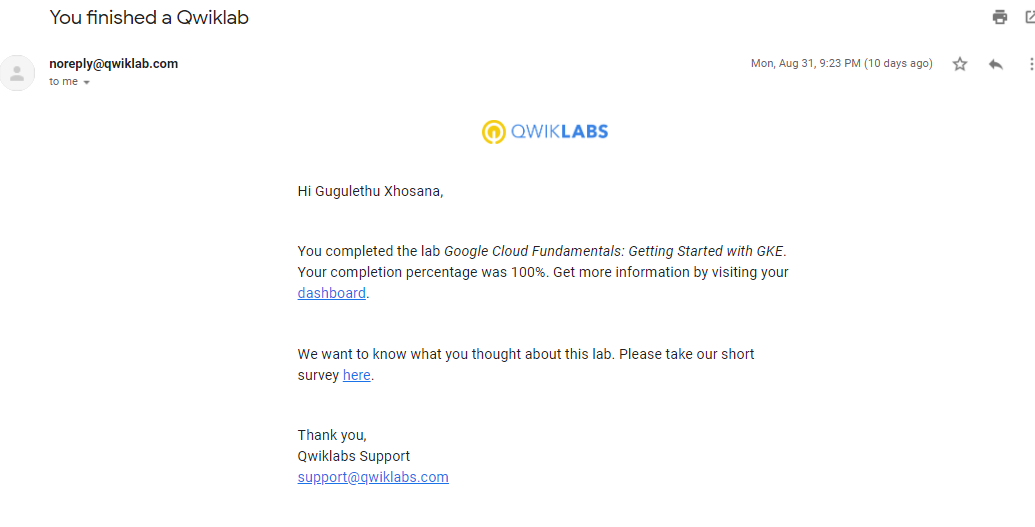 You finished a Qwiklab
noreply@qwiklab.com
Mon, Aug 31, 9:23 PM (10 days ago)
to me
QWIKLABS
Hi Gugulethu Xhosana,
You completed the lab Google Cloud Fundamentals: Getting Started with GKE.
Your completion percentage was 100%. Get more information by visiting your
dashboard.
We want to know what you thought about this lab. Please take our short
survey here.
Thank you,
Qwiklabs Support
support@qwiklabs.com